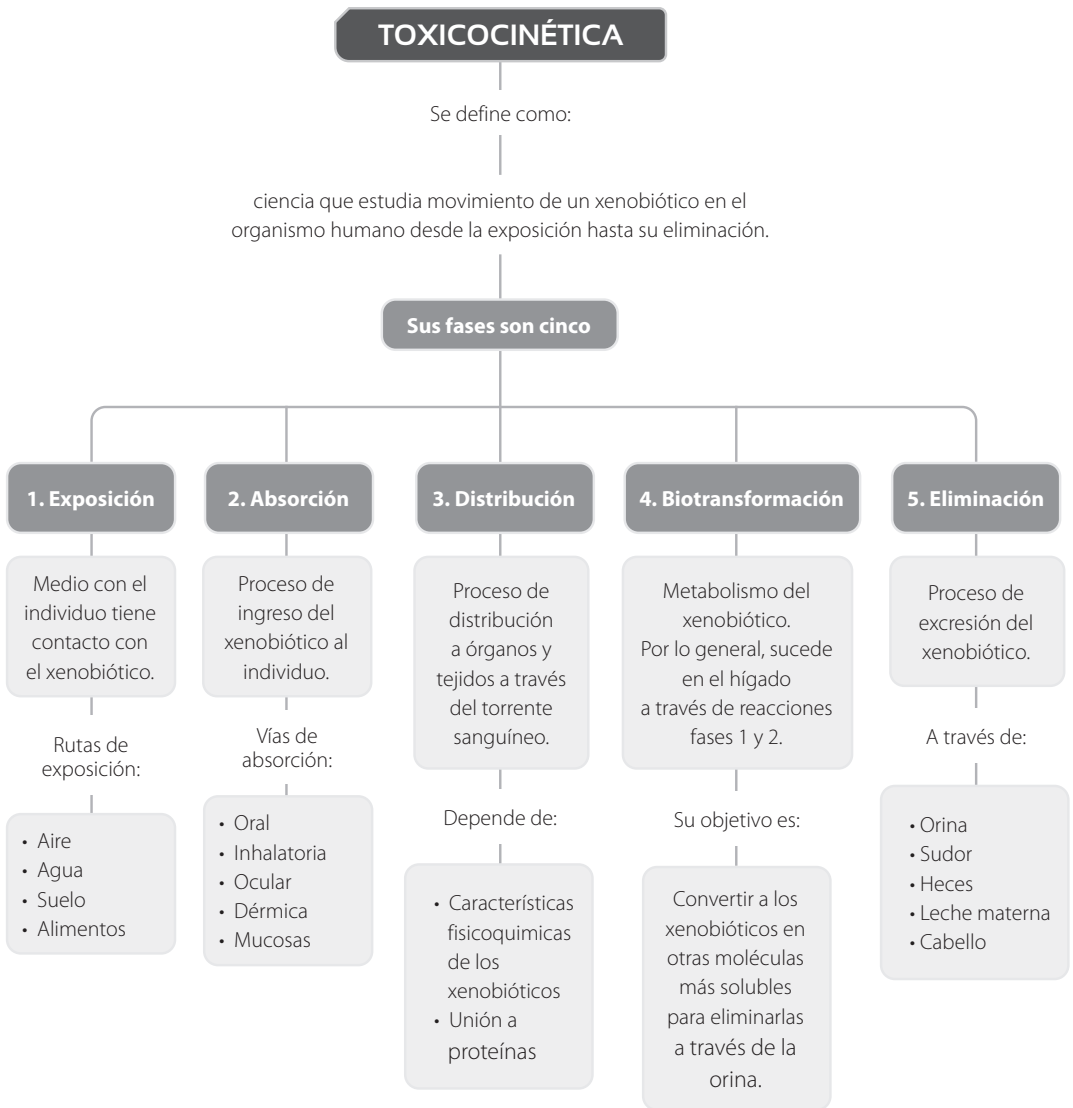 TOXICOCINÉTICA
Se define como:
ciencia que estudia movimiento de un xenobiótico en el
organismo humano desde la exposición hasta su eliminación.
Sus fases son cinco
1. Exposición
Medio con el
individuo tiene
contacto con
el xenobiótico.
Rutas de
exposición:
• Aire
• Agua
• Suelo
• Alimentos
2. Absorción
Proceso de
ingreso del
xenobiótico al
individuo.
Vías de
absorción:
• Oral
• Inhalatoria
• Ocular
• Dérmica
• Mucosas
3. Distribución
Proceso de
distribución
a órganos y
tejidos a través
del torrente
sanguíneo.
Depende de:
• Características
fisicoquimicas
de los
xenobióticos
• Unión a
proteínas
4. Biotransformación
Metabolismo del
xenobiótico.
Por lo general, sucede
en el hígado
a través de reacciones
fases 1 y 2.
Su objetivo es:
Convertir a los
xenobióticos en
otras moléculas
más solubles
para eliminarlas
a través de la
orina.
5. Eliminación
Proceso de
excresión del
xenobiótico.
A través de:
• Orina
• Sudor
• Heces
• Leche materna
• Cabello